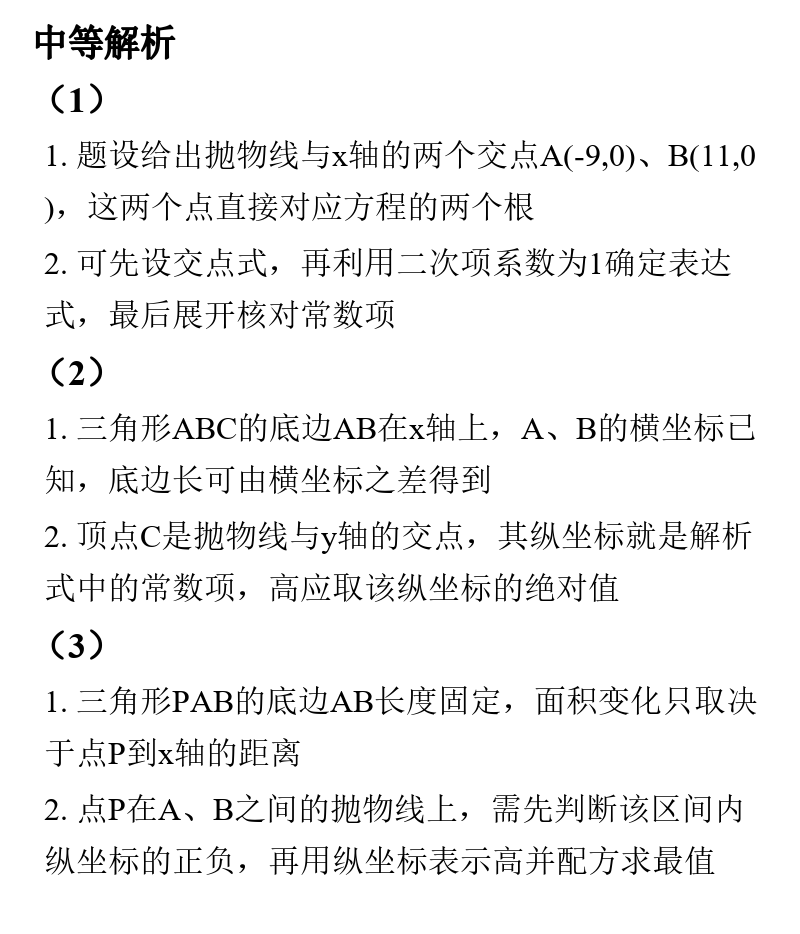 中等解析
（1）
1. 题设给出抛物线与x轴的两个交点A(-9,0)、B(11,0
)，这两个点直接对应方程的两个根
2. 可先设交点式，再利用二次项系数为1确定表达
式，最后展开核对常数项
（2）
1. 三角形ABC的底边AB在x轴上，A、B的横坐标已
知，底边长可由横坐标之差得到
2. 顶点C是抛物线与y轴的交点，其纵坐标就是解析
式中的常数项，高应取该纵坐标的绝对值
（3）
1. 三角形PAB的底边AB长度固定，面积变化只取决
于点P到x轴的距离
2. 点P在A、B之间的抛物线上，需先判断该区间内
纵坐标的正负，再用纵坐标表示高并配方求最值